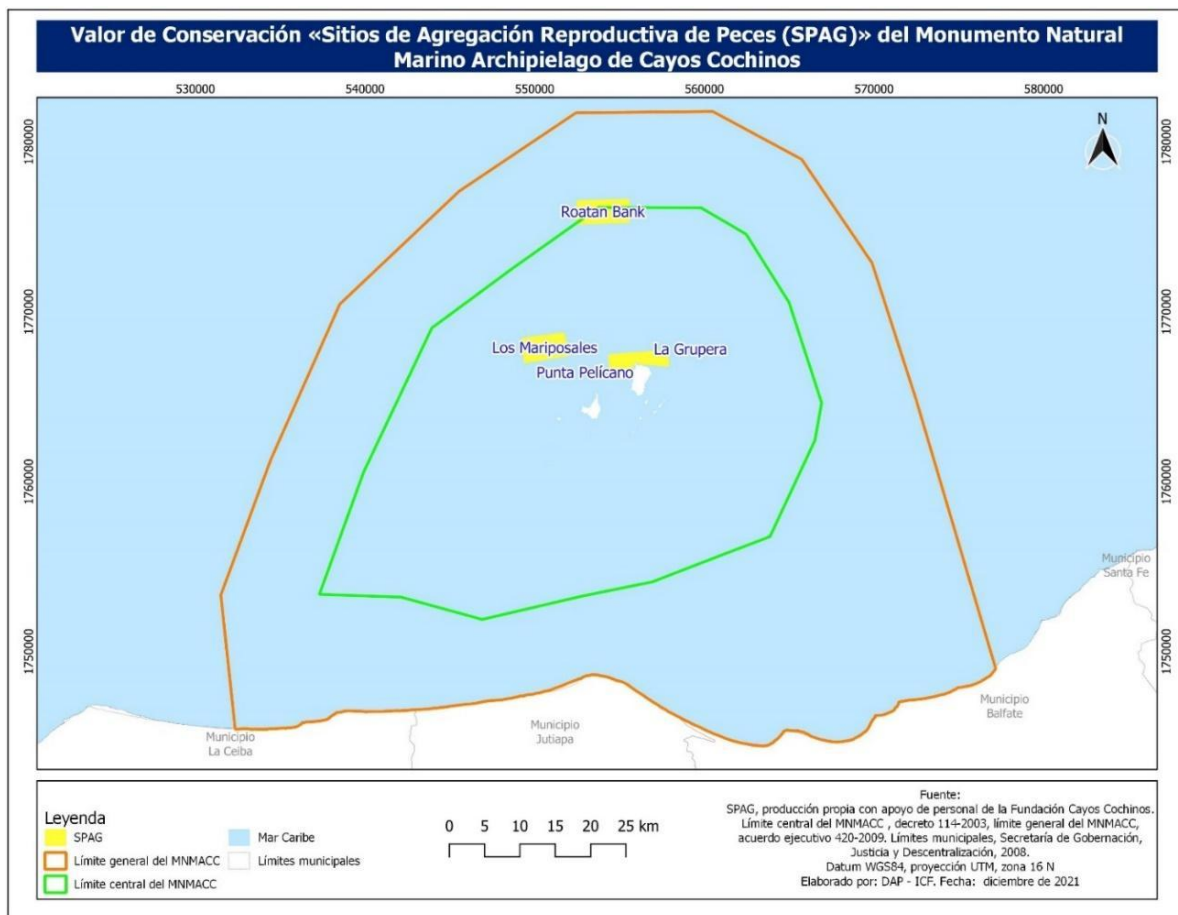 Valor de Conservación «Sitios de Agregación Reproductiva de Peces (SPAG)» del Monumento Natural
Marino Archipielago de Cayos Cochinos
530000 540000 550000 560000 570000 580000
N
1780000 1780000
Roatan Bank
1770000 1770000
Los Mariposales
La Grupera
Punta Pelícano
1760000 1760000
Municipio
Santa Fe
1750000 1750000
Municipio
Balfate
Municipio
La Ceiba
Municipio
Jutiapa
Leyenda
SPAG
Límite general del MNMACC
Límite central del MNMACC
Mar Caribe
Límites municipales
0 5 10 15 20 25 km
Fuente:
SPAG, producción propia con apoyo de personal de la Fundación Cayos Cochinos.
Límite central del MNMACC , decreto 114-2003, límite general del MNMACC,
acuerdo ejecutivo 420-2009. Límites municipales, Secretaría de Gobernación,
Justicia y Descentralización, 2008.
Datum WGS84, proyección UTM, zona 16 N
Elaborado por: DAP - ICF. Fecha: diciembre de 2021